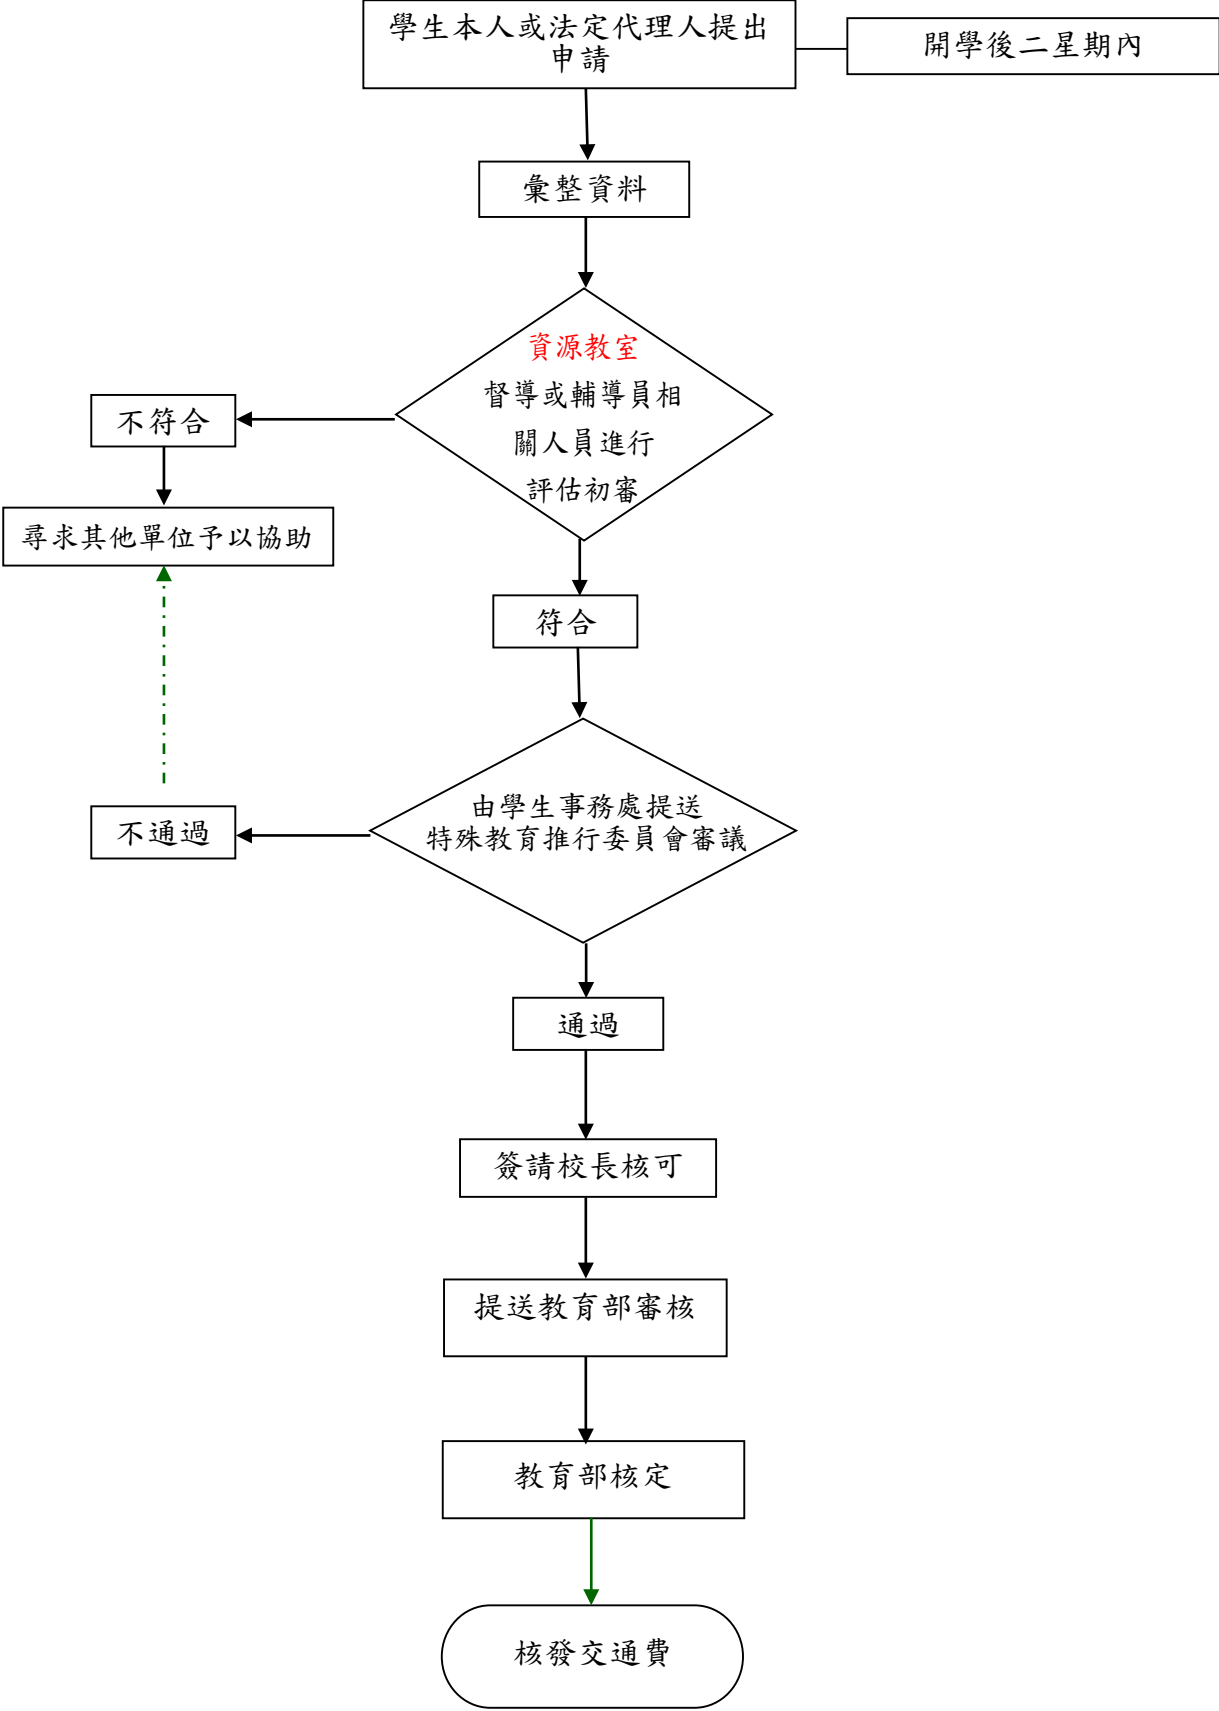 學生本人或法定代理人提出
申請
開學後二星期內
彙整資料
資源教室
督導或輔導員相
關人員進行
評估初審
不符合
尋求其他單位予以協助
符合
由學生事務處提送
特殊教育推行委員會審議
不通過
通過
簽請校長核可
提送教育部審核
教育部核定
核發交通費